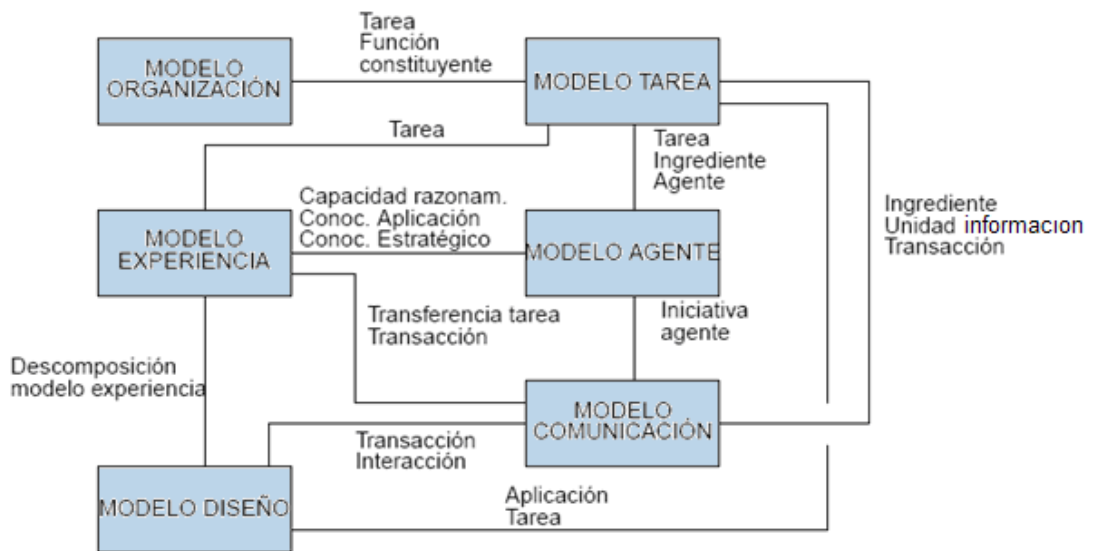 Tarea
Función
constituyente
MODELO
ORGANIZACIÓN
MODELO TAREA
Tarea
Tarea
Ingrediente
Agente
Capacidad razonam.
Conoc. Aplicación
Conoc. Estratégico
Ingrediente
Unidad informacıon
Transacción
MODELO
EXPERIENCIA
MODELO AGENTE
Transferencia tarea
Transacción
Iniciativa
agente
Descomposición
modelo experiencia
MODELO
COMUNICACIÓN
Transacción
Interacción
MODELO DISEÑO
Aplicación
Tarea